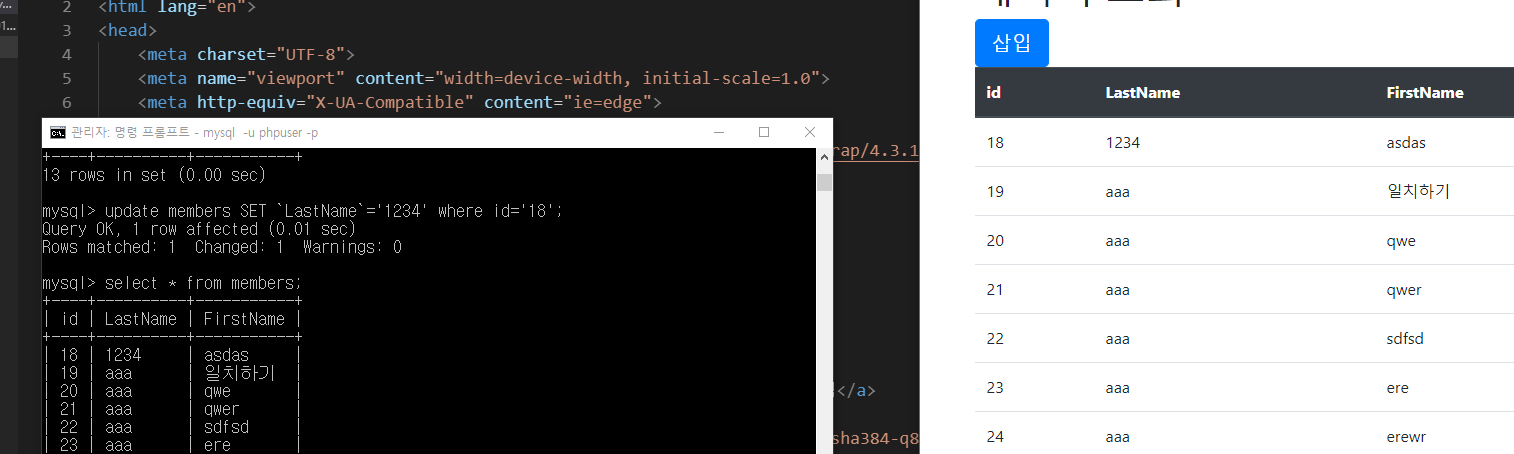 2 <html lang="en">
3 <head>
4 <meta charset="UTF-8">
5 <meta name="viewport" content="width=device-width, initial-scale=1.0">
6 <meta http-equiv="X-UA-Compatible" content="ie=edge">
rap/4.3.1
</a>
sha384-q8
관리자: 명령 프롬프트 - mysql -u phpuser -p
+----+----------+-----------+
13 rows in set (0.00 sec)
mysql> update members SET `LastName`='1234' where id='18';
Query OK, 1 row affected (0.01 sec)
Rows matched: 1 Changed: 1 Warnings: 0
mysql> select * from members;
+----+----------+-----------+
| id | LastName | FirstName |
+----+----------+-----------+
| 18 | 1234 | asdas |
| 19 | aaa | 일치하기 |
| 20 | aaa | qwe |
| 21 | aaa | qwer |
| 22 | aaa | sdfsd |
| 23 | aaa | ere |
삽입
id LastName FirstName
18 1234 asdas
19 aaa 일치하기
20 aaa qwe
21 aaa qwer
22 aaa sdfsd
23 aaa ere
24 aaa erewr